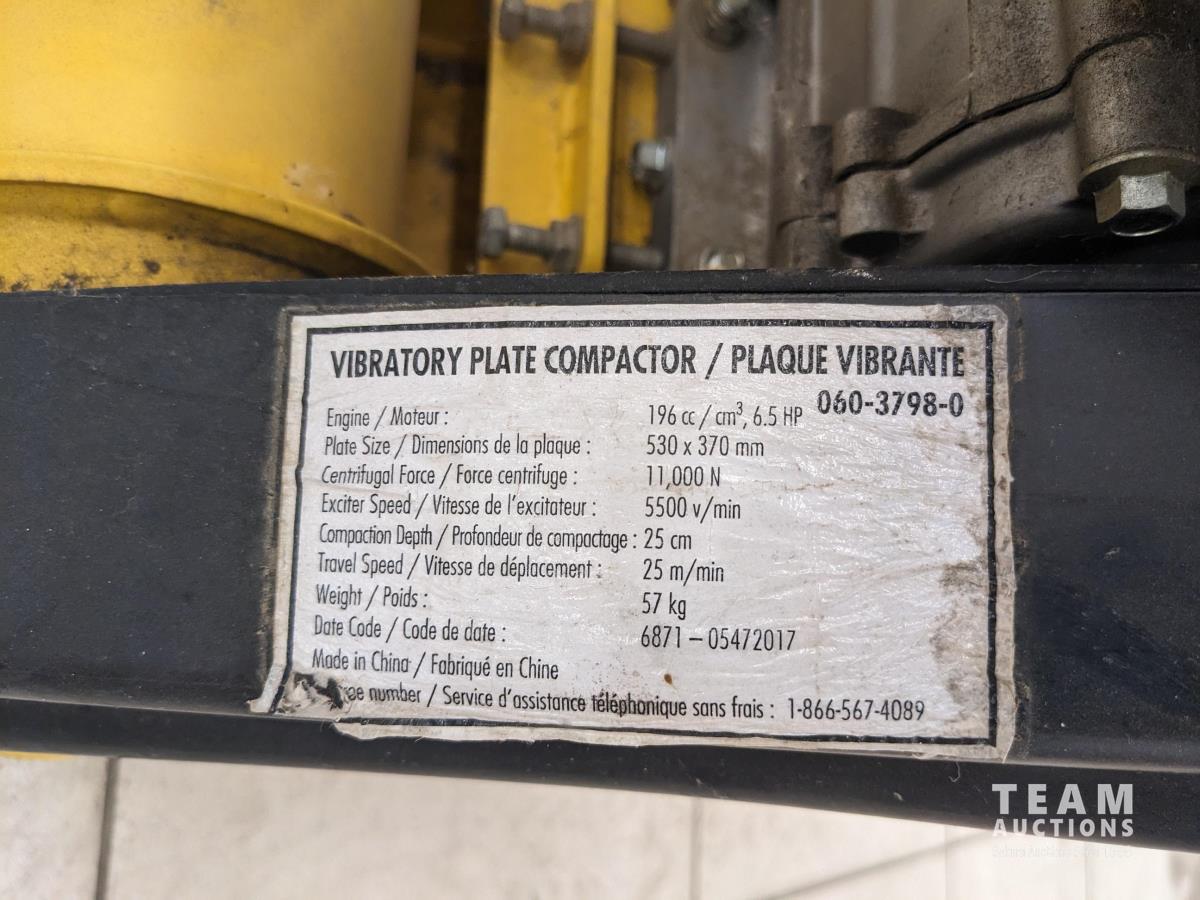 VIBRATORY PLATE COMPACTOR / PLAQUE VIBRANTE
060-3798-0
Engine / Moteur : 196 cc / cm³, 6.5 HP
Plate Size / Dimensions de la plaque : 530 x 370 mm
Centrifugal Force / Force centrifuge : 11,000 N
Exciter Speed / Vitesse de l'excitateur : 5500 v/min
Compaction Depth / Profondeur de compactage : 25 cm
Travel Speed / Vitesse de déplacement : 25 m/min
Weight / Poids : 57 kg
Date Code / Code de date : 6871 – 05472017
Made in China / Fabriqué en Chine
number / Service d'assistance téléphonique sans frais : 1-866-567-4089
TEAM
AUCTIONS